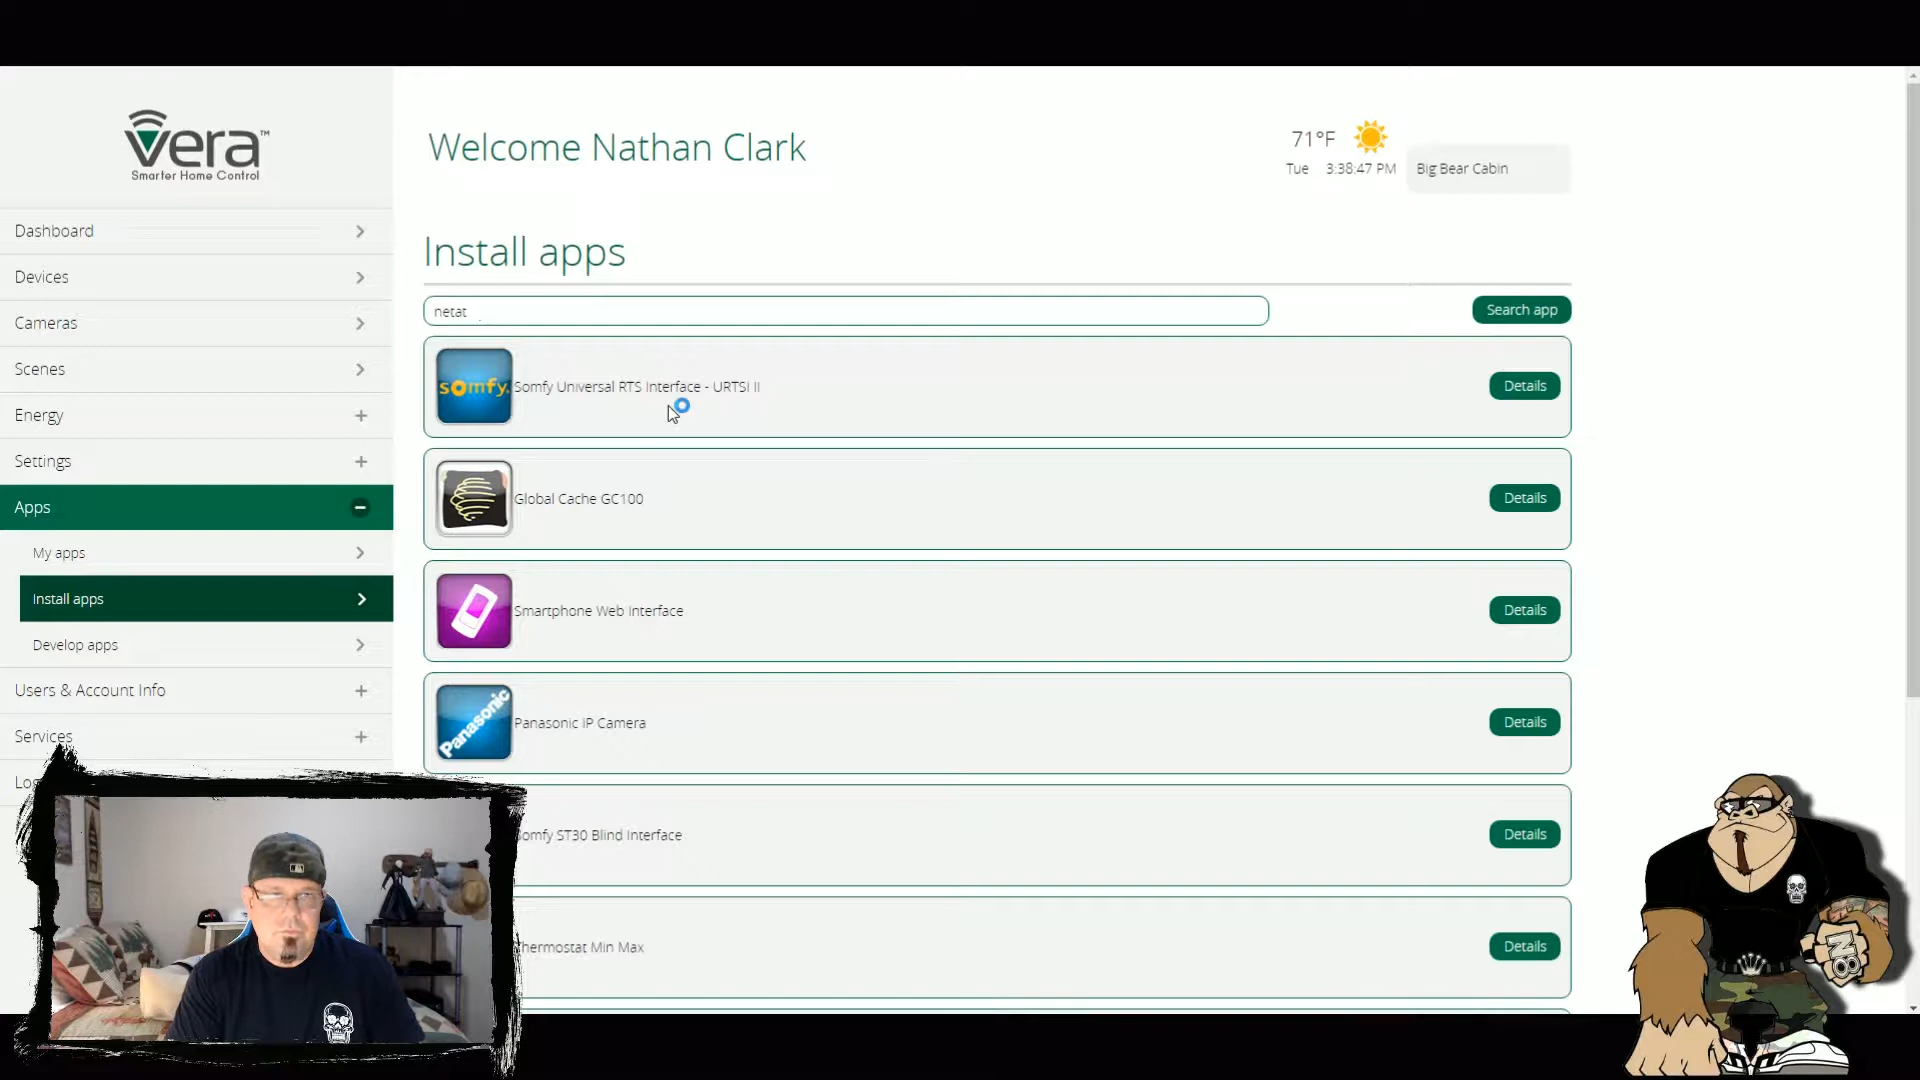 vera™
Smarter Home Control
Welcome Nathan Clark
71°F
Tue 3:38:47 PM
Big Bear Cabin
Dashboard
Devices
Cameras
Scenes
Energy
Settings
Apps
My apps
Install apps
Develop apps
Users & Account Info
Services
Install apps
netat
Search app
somfy.
Somfy Universal RTS Interface - URTSI II
Details
Global Cache GC100
Details
Smartphone Web Interface
Details
Panasonic
Panasonic IP Camera
Details
omfy ST30 Blind Interface
Details
hermostat Min Max
Details